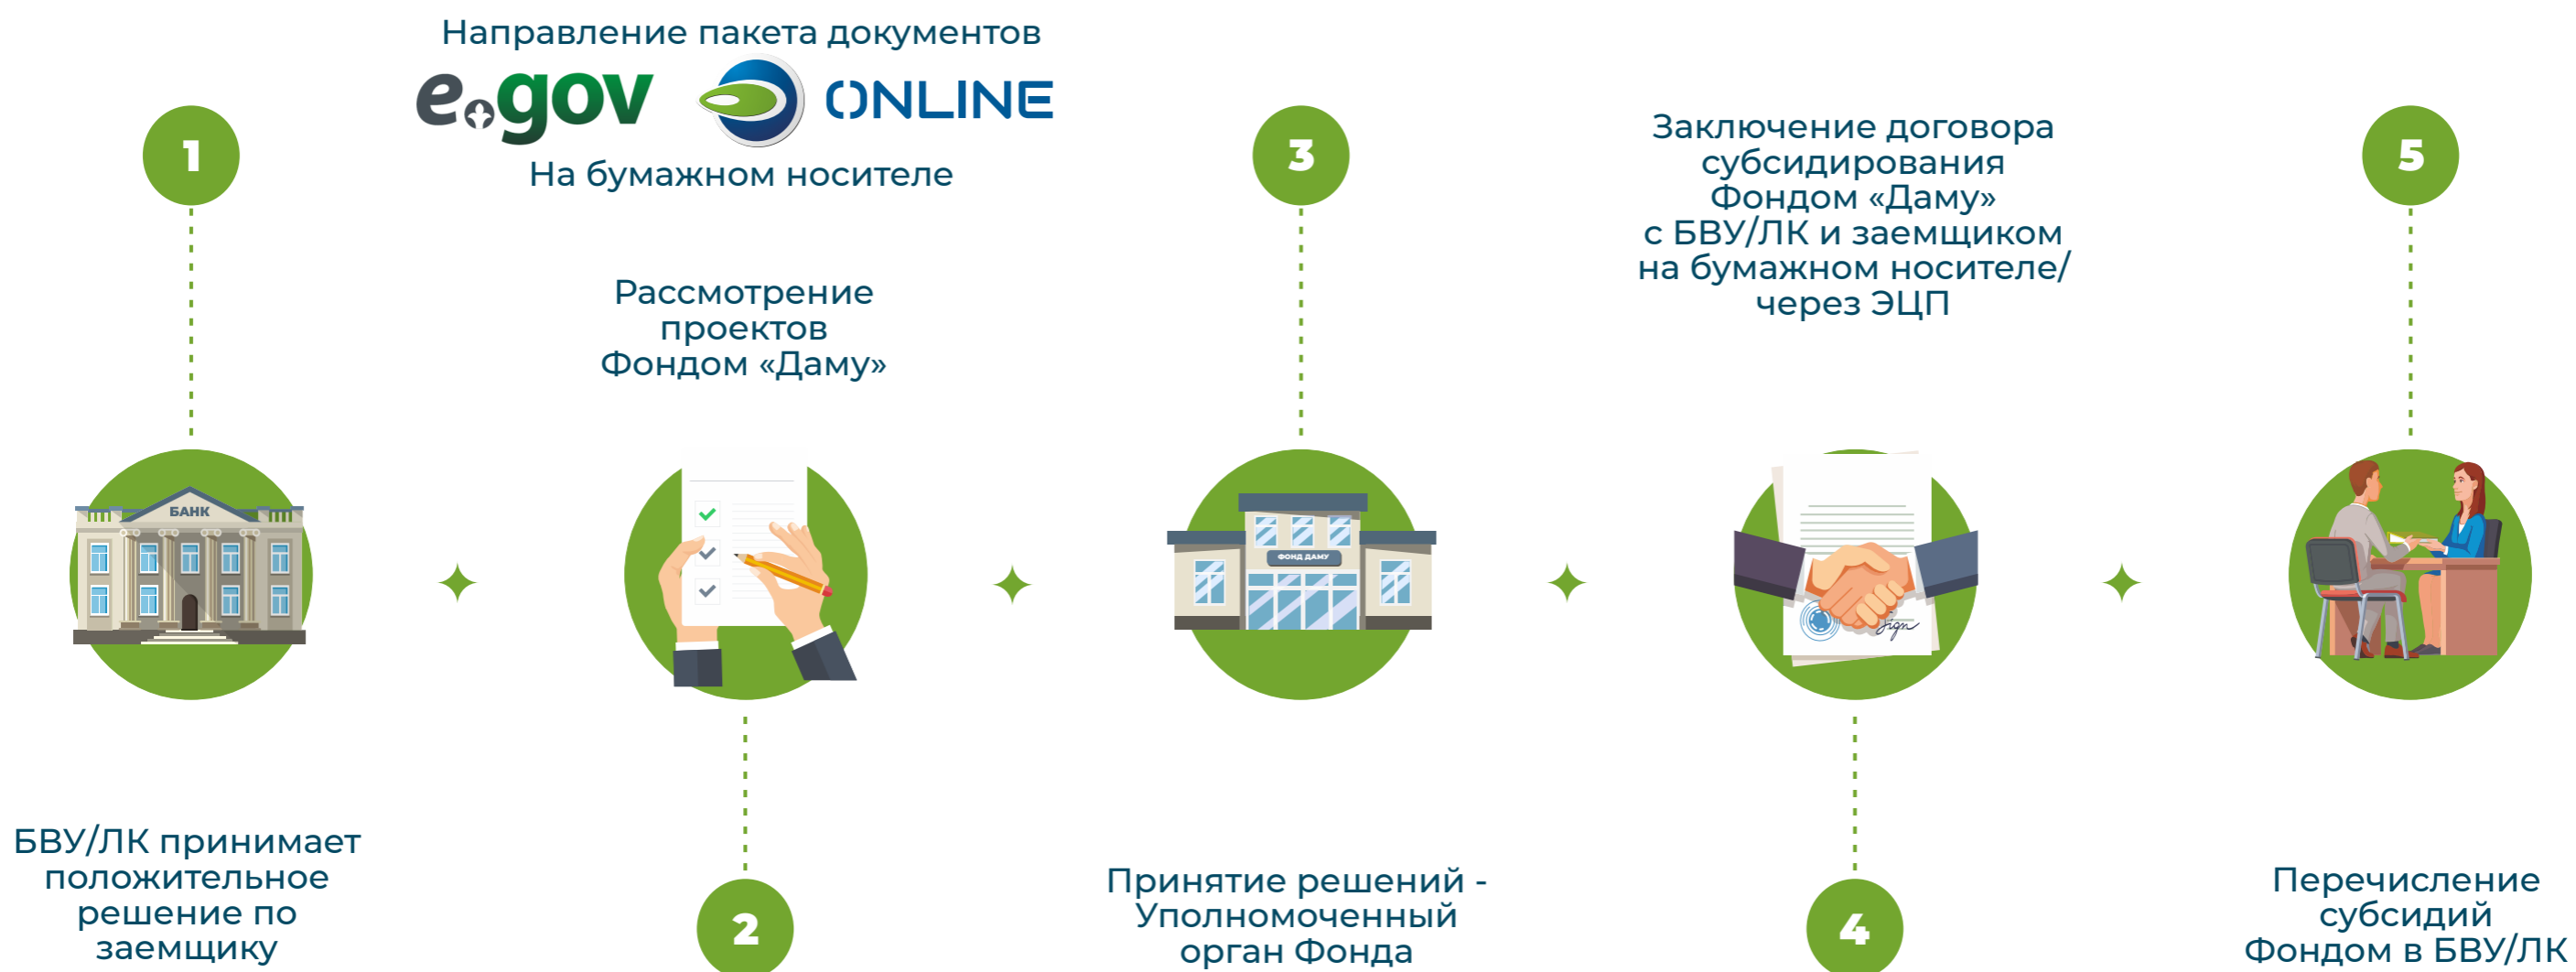 Направление пакета документов
e.gov ONLINE
На бумажном носителе
1
БАНК
БВУ/ЛК принимает
положительное
решение по
заемщику
Рассмотрение
проектов
Фондом «Даму»
2
3
ФОНД ДАМУ
Принятие решений -
Уполномоченный
орган Фонда
Заключение договора
субсидирования
Фондом «Даму»
с БВУ/ЛК и заемщиком
на бумажном носителе/
через ЭЦП
Sign
4
5
Перечисление
субсидий
Фондом в БВУ/ЛК